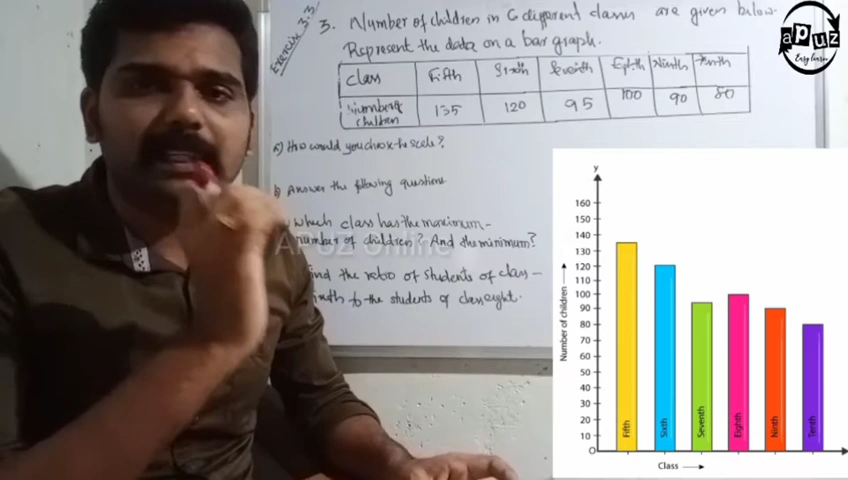 Exercise 3.3
3. Number of children in 6 different classes are given below.
Represent the data on a bar graph.
Class Fifth Sixth Seventh Eighth Ninth Tenth
Number of children 135 120 95 100 90 80
a) How would you choose the scale?
b) Answer the following questions
which class has the maximum-
number of children? And the minimum?
find the ratio of students of class-
sixth to the students of class eight.
apuz
Easy learn
APUZ Online
y
160
150
140
130
120
110
100
90
80
70
60
50
40
30
20
10
O
Number of children
Fifth
Sixth
Seventh
Eighth
Ninth
Tenth
Class